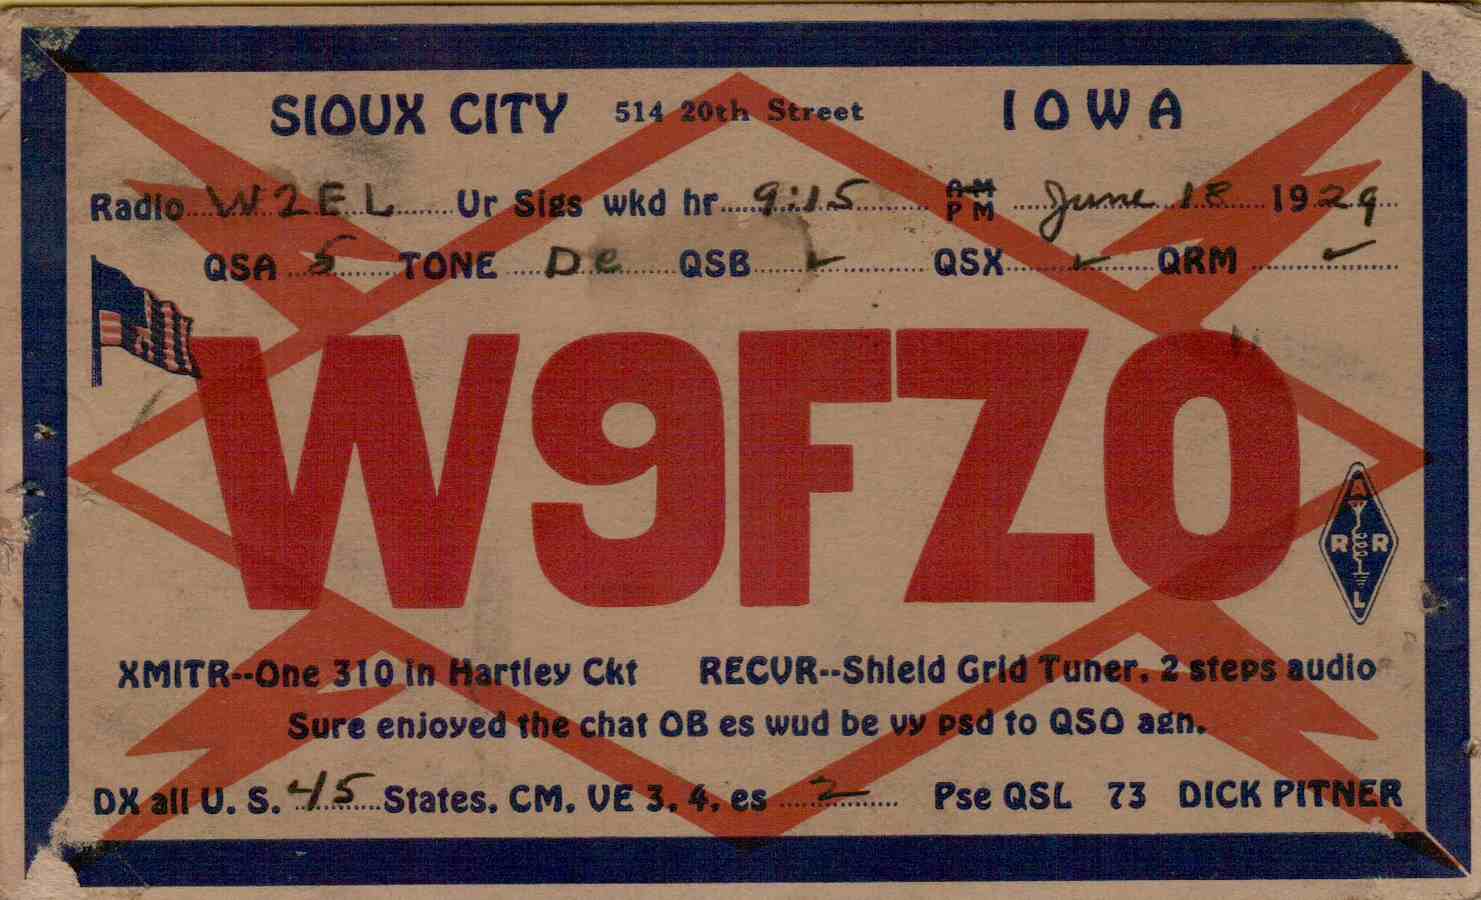 SIOUX CITY 514 20th Street IOWA
Radio W2EL Ur Sigs wkd hr 9:15 AM PM June 18 1929
QSA 5 TONE DC QSB ✓ QSX ✓ QRM ✓
W9FZO
A R R L
XMITR--One 310 in Hartley Ckt RECVR--Shield Grid Tuner, 2 steps audio
Sure enjoyed the chat OB es wud be vy psd to QSO agn.
DX all U. S. 45 States, CM, VE 3, 4, es 2 Pse QSL 73 DICK PITNER